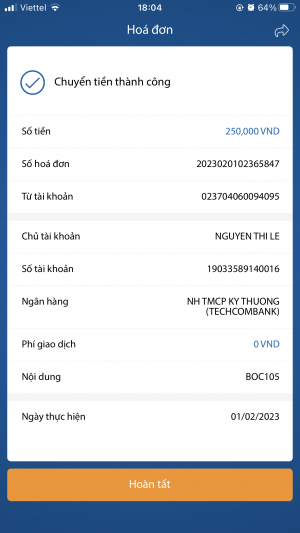 Viettel 18:04 64%
Hoá đơn
Chuyển tiền thành công
Số tiền 250,000 VND
Số hoá đơn 2023020102365847
Từ tài khoản 023704060094095
Chủ tài khoản NGUYEN THI LE
Số tài khoản 19033589140016
Ngân hàng NH TMCP KY THUONG
(TECHCOMBANK)
Phí giao dịch 0 VND
Nội dung BOC105
Ngày thực hiện 01/02/2023
Hoàn tất